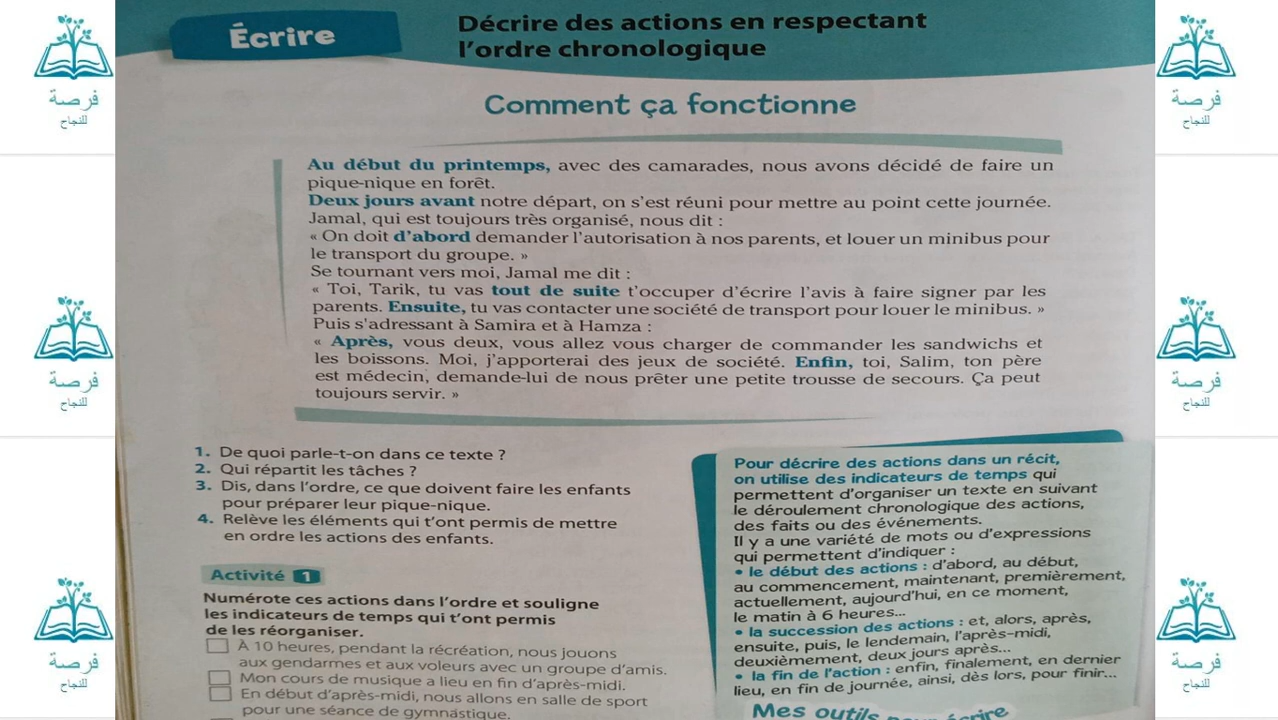 Écrire
Décrire des actions en respectant
l'ordre chronologique
Comment ça fonctionne
Au début du printemps, avec des camarades, nous avons décidé de faire un
pique-nique en forêt.
Deux jours avant notre départ, on s'est réuni pour mettre au point cette journée.
Jamal, qui est toujours très organisé, nous dit :
« On doit d'abord demander l'autorisation à nos parents, et louer un minibus pour
le transport du groupe. »
Se tournant vers moi, Jamal me dit :
« Toi, Tarik, tu vas tout de suite t'occuper d'écrire l'avis à faire signer par les
parents. Ensuite, tu vas contacter une société de transport pour louer le minibus. »
Puis s'adressant à Samira et à Hamza :
« Après, vous deux, vous allez vous charger de commander les sandwichs et
les boissons. Moi, j'apporterai des jeux de société. Enfin, toi, Salim, ton père
est médecin, demande-lui de nous prêter une petite trousse de secours. Ça peut
toujours servir. »
1. De quoi parle-t-on dans ce texte ?
2. Qui répartit les tâches ?
3. Dis, dans l'ordre, ce que doivent faire les enfants
pour préparer leur pique-nique.
4. Relève les éléments qui t'ont permis de mettre
en ordre les actions des enfants.
Activité 1
Numérote ces actions dans l'ordre et souligne
les indicateurs de temps qui t'ont permis
de les réorganiser.
À 10 heures, pendant la récréation, nous jouons
aux gendarmes et aux voleurs avec un groupe d'amis.
Mon cours de musique a lieu en fin d'après-midi.
En début d'après-midi, nous allons en salle de sport
pour une séance de gymnastique.
Pour décrire des actions dans un récit,
on utilise des indicateurs de temps qui
permettent d'organiser un texte en suivant
le déroulement chronologique des actions,
des faits ou des événements.
Il y a une variété de mots ou d'expressions
qui permettent d'indiquer :
• le début des actions : d'abord, au début,
au commencement, maintenant, premièrement,
actuellement, aujourd'hui, en ce moment,
le matin à 6 heures...
• la succession des actions : et, alors, après,
ensuite, puis, le lendemain, l'après-midi,
deuxièmement, deux jours après...
• la fin de l'action : enfin, finalement, en dernier
lieu, en fin de journée, ainsi, dès lors, pour finir...
Mes outils pour écrire
فرصة
للنجاح
فرصة
للنجاح
فرصة
للنجاح
فرصة
للنجاح
فرصة
للنجاح
فرصة
للنجاح